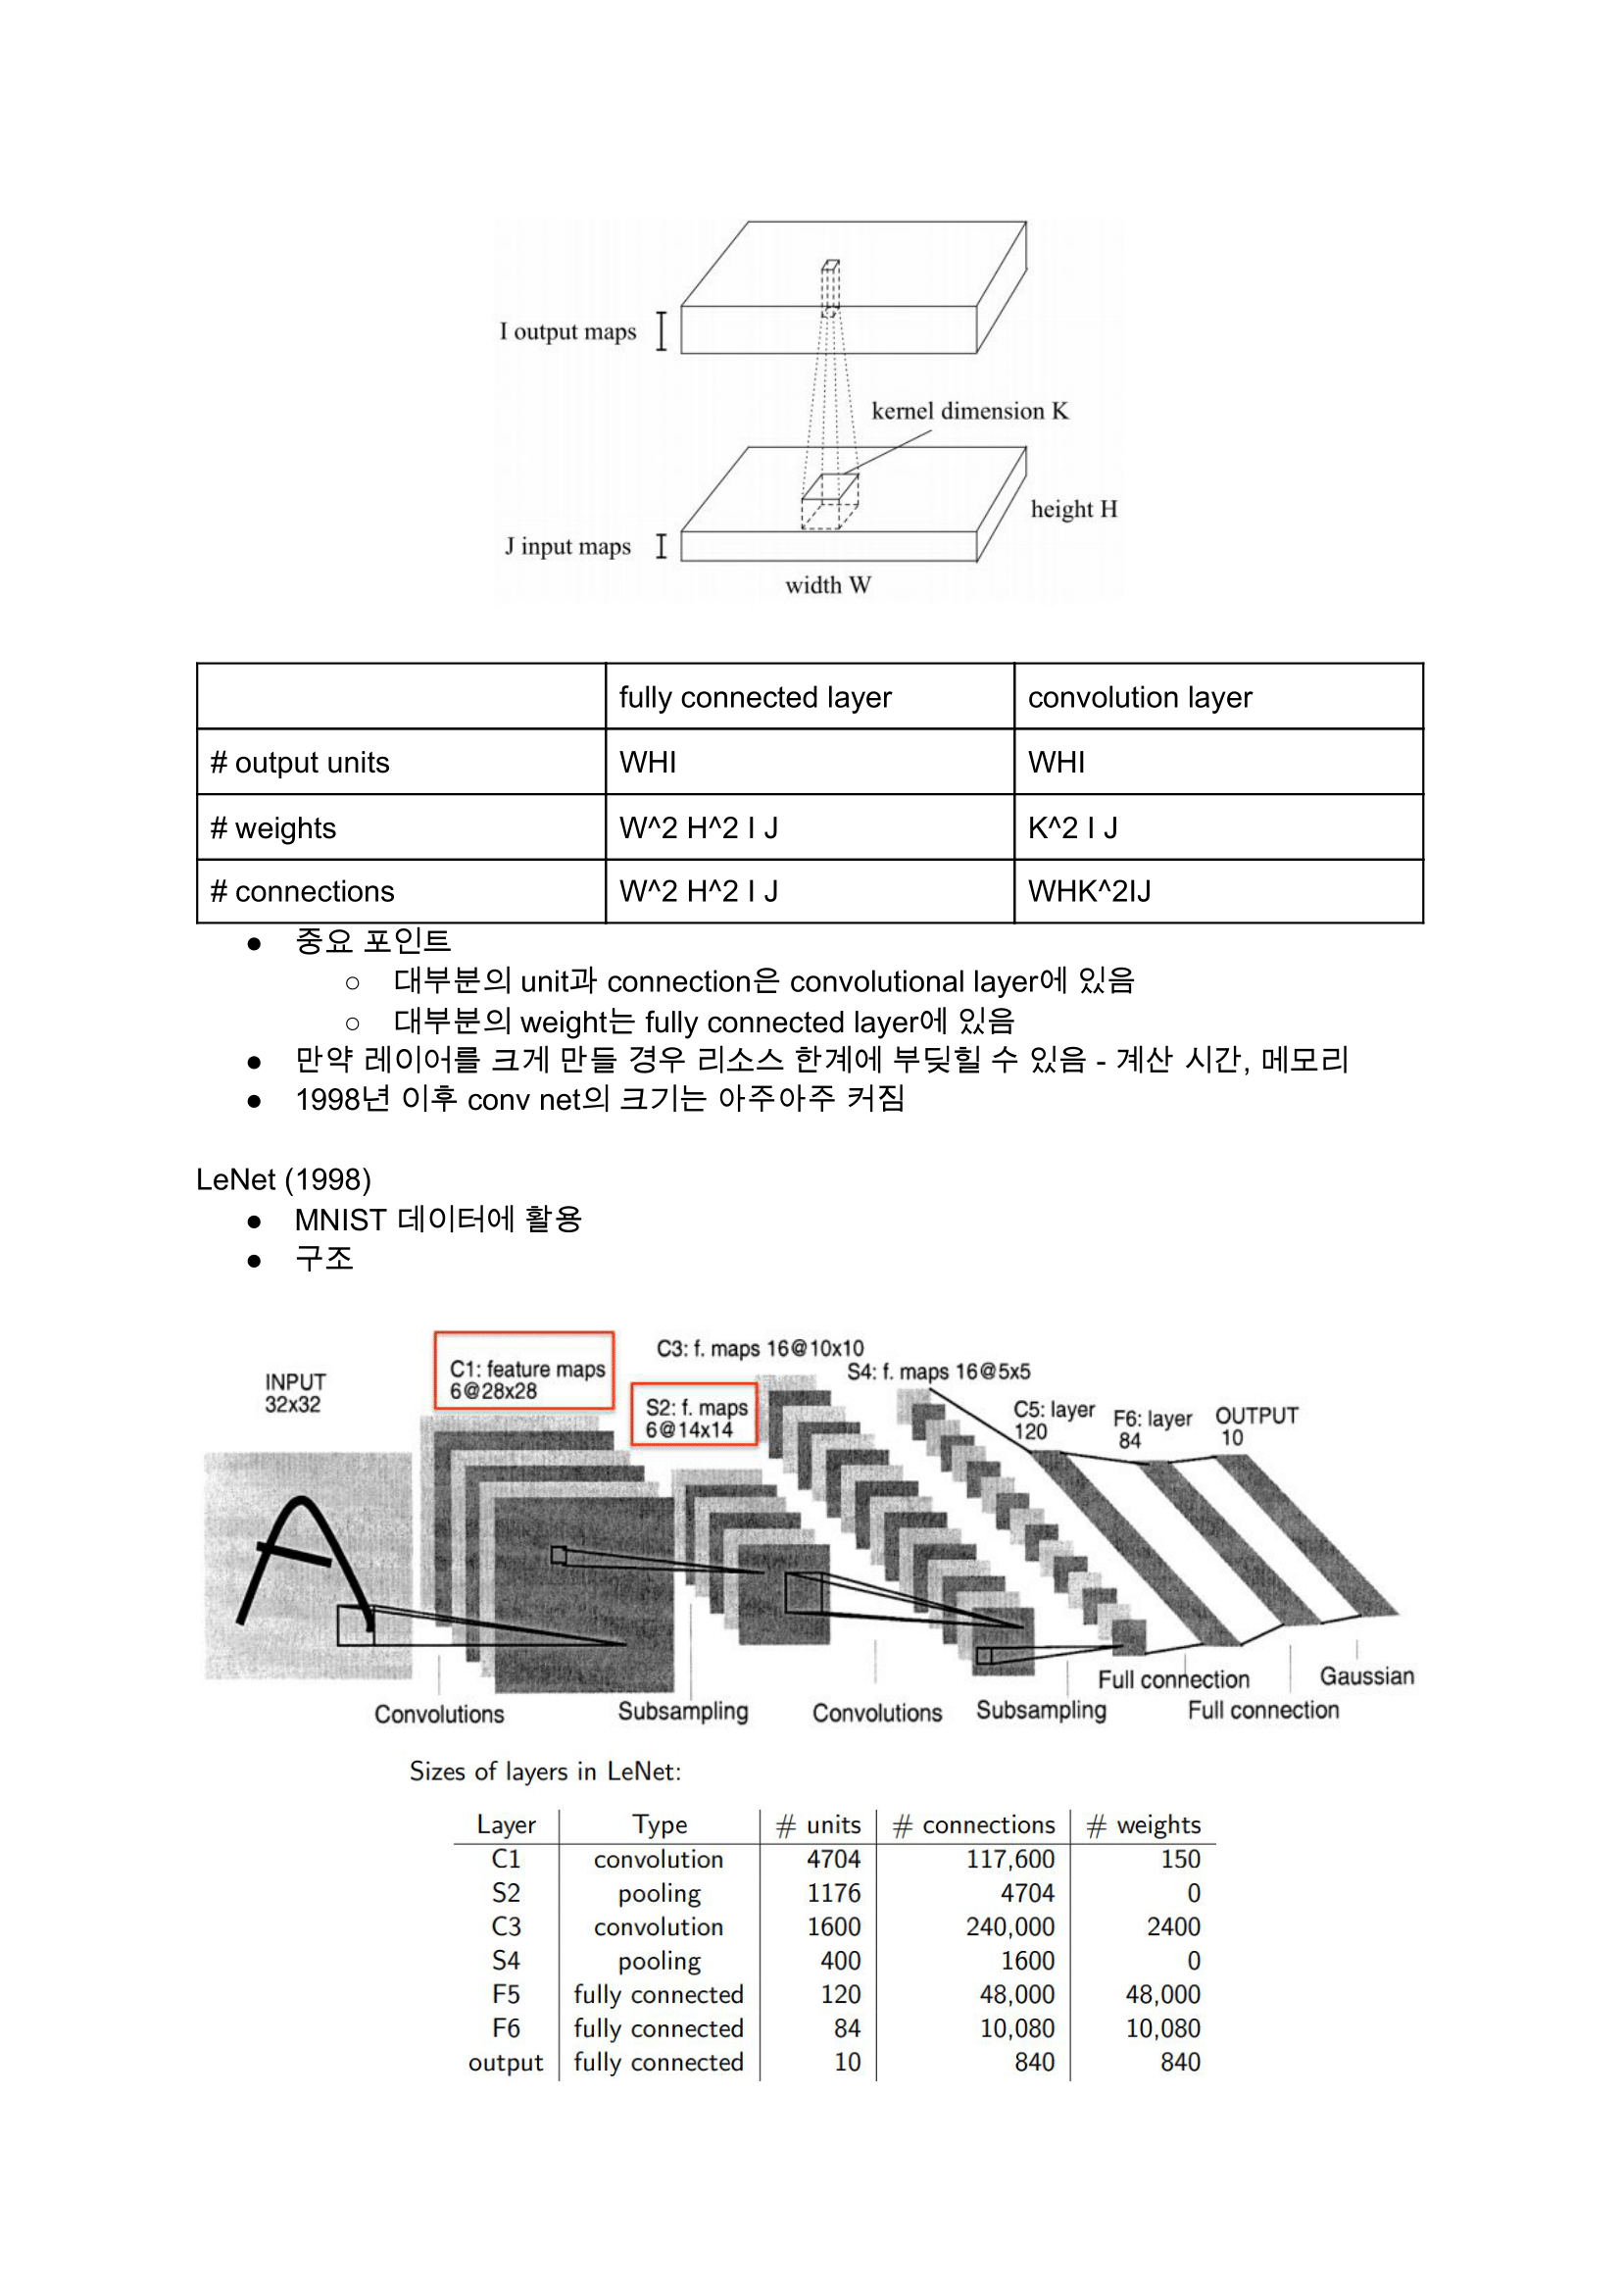 I output maps
kernel dimension K
height H
J input maps
width W
fully connected layer convolution layer
# output units WHI WHI
# weights W^2 H^2 I J K^2 I J
# connections W^2 H^2 I J WHK^2IJ
● 중요 포인트
○ 대부분의 unit과 connection은 convolutional layer에 있음
○ 대부분의 weight는 fully connected layer에 있음
● 만약 레이어를 크게 만들 경우 리소스 한계에 부딪힐 수 있음 - 계산 시간, 메모리
● 1998년 이후 conv net의 크기는 아주아주 커짐
LeNet (1998)
● MNIST 데이터에 활용
● 구조
INPUT
32x32
C1: feature maps
6@28x28
S2: f. maps
6@14x14
C3: f. maps 16@10x10
S4: f. maps 16@5x5
C5: layer
120
F6: layer
84
OUTPUT
10
Convolutions
Subsampling
Convolutions
Subsampling
Full connection
Full connection
Gaussian
Sizes of layers in LeNet:
Layer Type # units # connections # weights
C1 convolution 4704 117,600 150
S2 pooling 1176 4704 0
C3 convolution 1600 240,000 2400
S4 pooling 400 1600 0
F5 fully connected 120 48,000 48,000
F6 fully connected 84 10,080 10,080
output fully connected 10 840 840